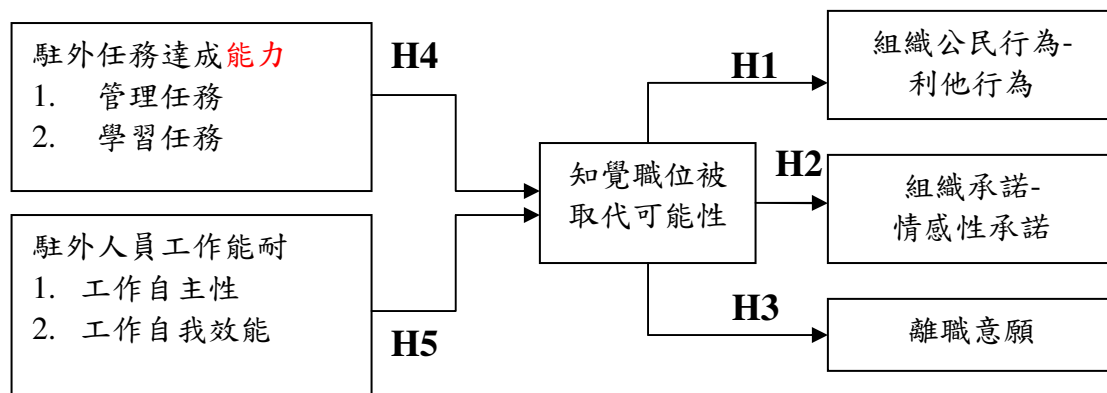 駐外任務達成能力
1. 管理任務
2. 學習任務
H4
駐外人員工作能耐
1. 工作自主性
2. 工作自我效能
H5
知覺職位被
取代可能性
H1
組織公民行為-
利他行為
H2
組織承諾-
情感性承諾
H3
離職意願